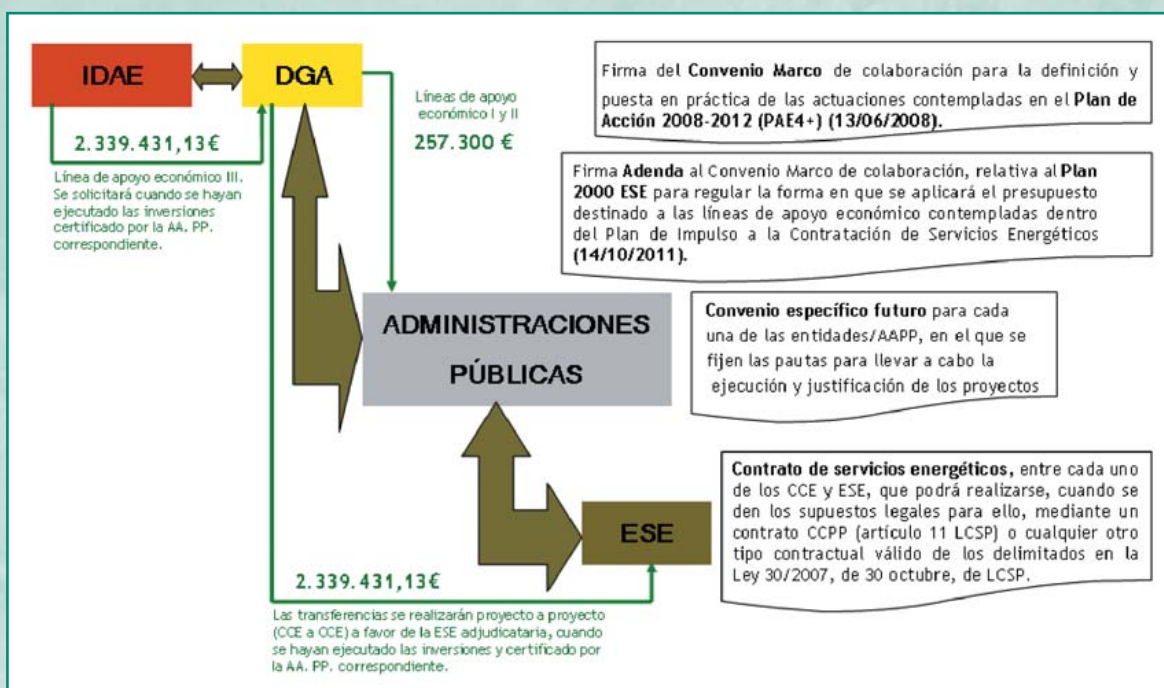 IDAE
DGA
2.339.431,13€
Línea de apoyo económico III.
Se solicitará cuando se hayan
ejecutado las inversiones
certificado por la AA. PP.
correspondiente.
Líneas de apoyo
económico I y II
257.300 €
Firma del Convenio Marco de colaboración para la definición y
puesta en práctica de las actuaciones contempladas en el Plan de
Acción 2008-2012 (PAE4+) (13/06/2008).
Firma Adenda al Convenio Marco de colaboración, relativa al Plan
2000 ESE para regular la forma en que se aplicará el presupuesto
destinado a las líneas de apoyo económico contempladas dentro
del Plan de Impulso a la Contratación de Servicios Energéticos
(14/10/2011).
ADMINISTRACIONES
PÚBLICAS
Convenio específico futuro para cada
una de las entidades/AAPP, en el que se
fijen las pautas para llevar a cabo la
ejecución y justificación de los proyectos
ESE
Contrato de servicios energéticos, entre cada uno
de los CCE y ESE, que podrá realizarse, cuando se
den los supuestos legales para ello, mediante un
contrato CCPP (artículo 11 LCSP) o cualquier otro
tipo contractual válido de los delimitados en la
Ley 30/2007, de 30 octubre, de LCSP.
2.339.431,13€
Las transferencias se realizarán proyecto a proyecto
(CCE a CCE) a favor de la ESE adjudicataria, cuando
se hayan ejecutado las inversiones y certificado por
la AA. PP. correspondiente.